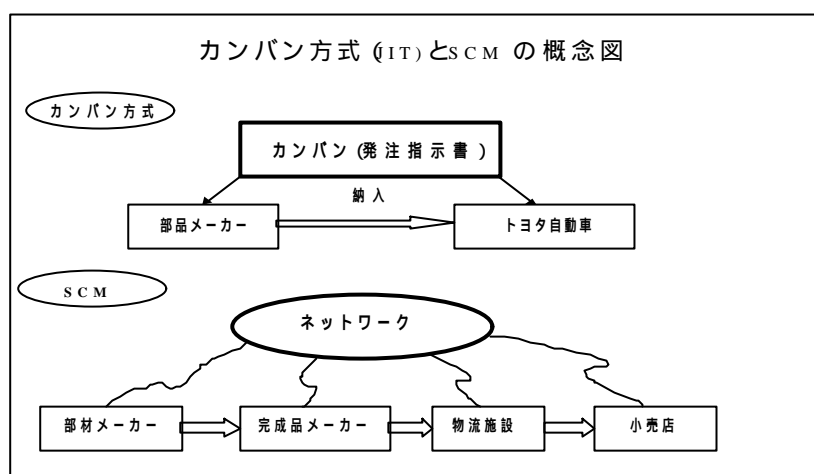 カンバン方式(JIT)とSCMの概念図
カンバン方式
カンバン(発注指示書)
納入
部品メーカー
トヨタ自動車
SCM
ネットワーク
部材メーカー
完成品メーカー
物流施設
小売店